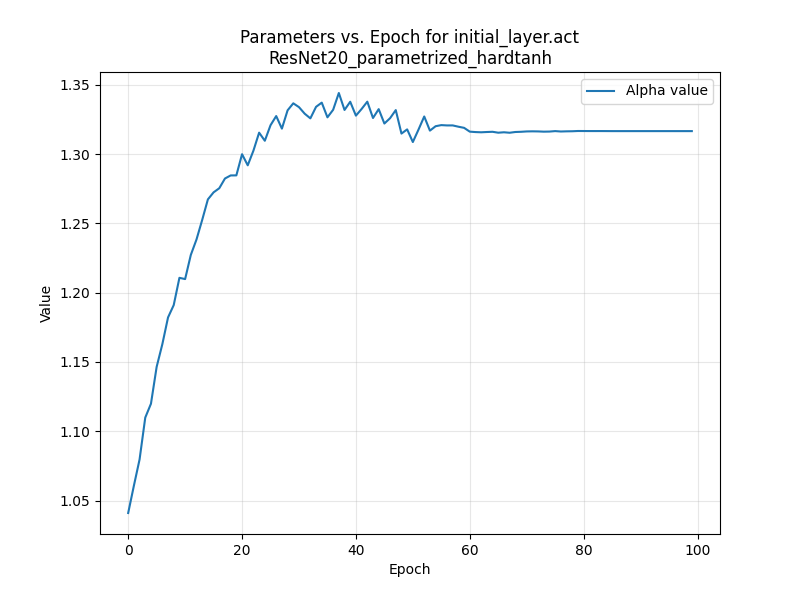 Parameters vs. Epoch for initial_layer.act
ResNet20_parametrized_hardtanh
Alpha value
1.35
1.30
1.25
1.20
1.15
1.10
1.05
Value
0 20 40 60 80 100
Epoch